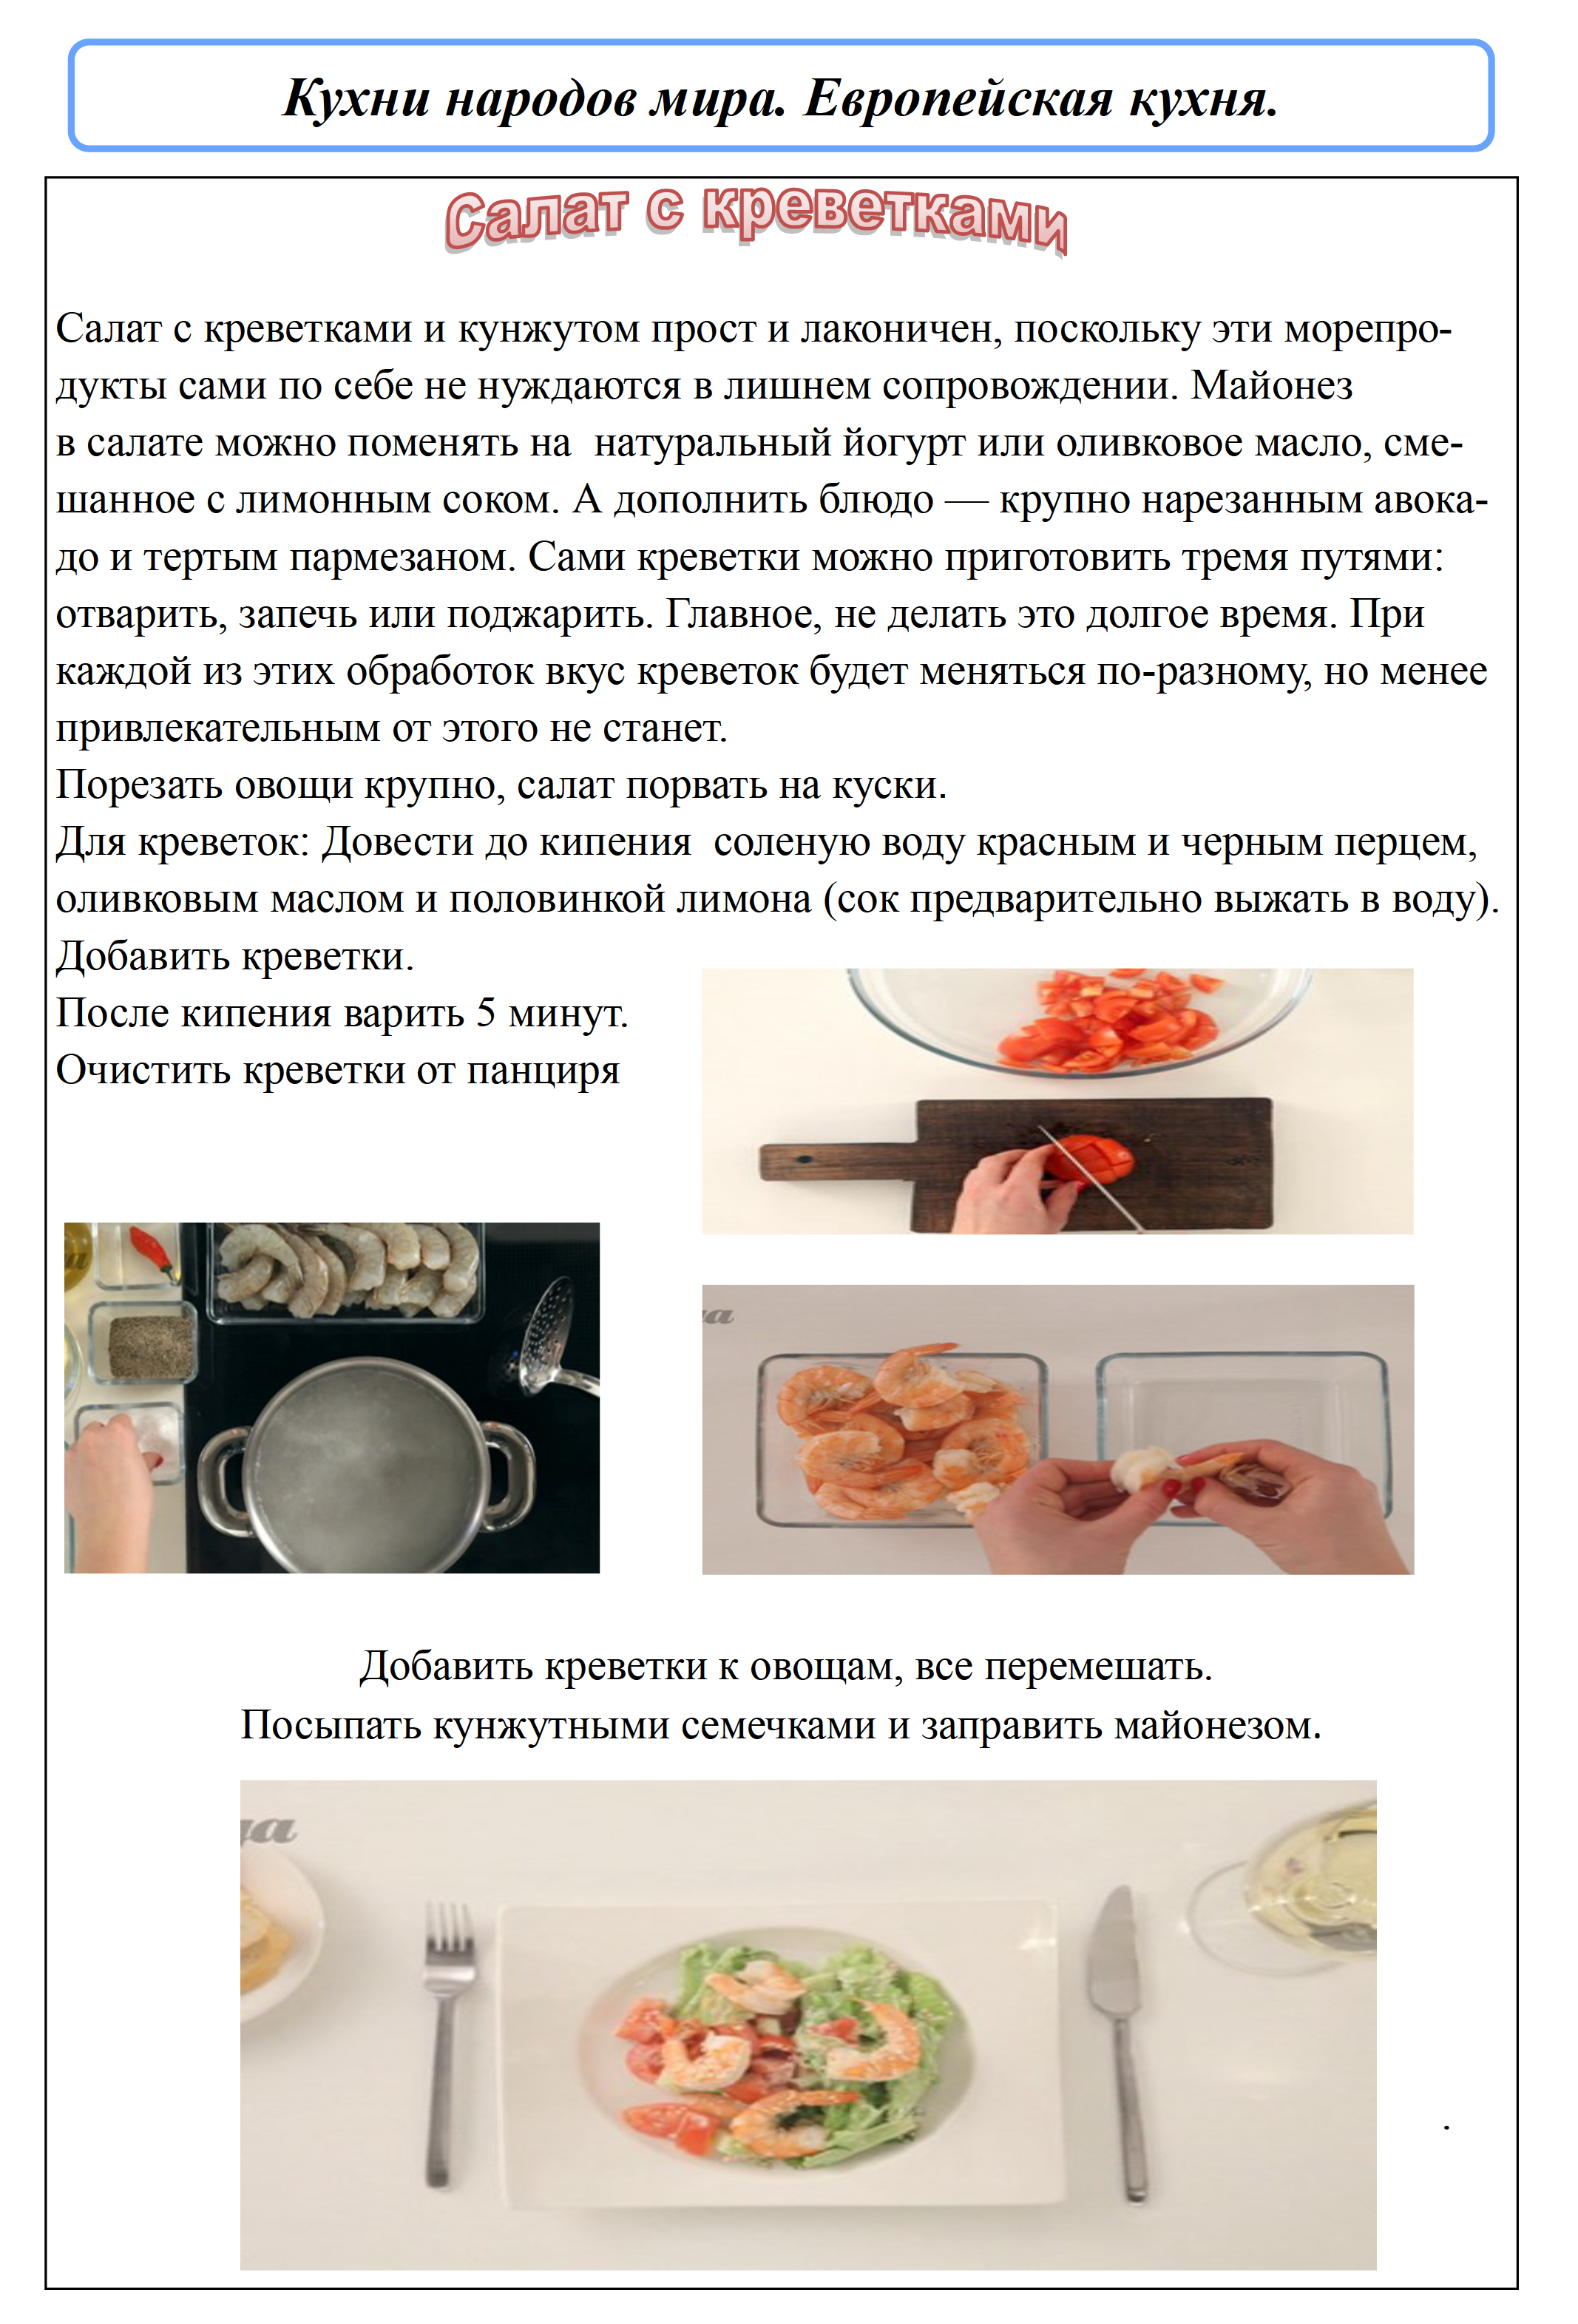 Кухни народов мира. Европейская кухня.
Салат с креветками
Салат с креветками и кунжутом прост и лаконичен, поскольку эти морепро-
дукты сами по себе не нуждаются в лишнем сопровождении. Майонез
в салате можно поменять на  натуральный йогурт или оливковое масло, сме-
шанное с лимонным соком. А дополнить блюдо — крупно нарезанным авока-
до и тертым пармезаном. Сами креветки можно приготовить тремя путями:
отварить, запечь или поджарить. Главное, не делать это долгое время. При
каждой из этих обработок вкус креветок будет меняться по-разному, но менее
привлекательным от этого не станет.
Порезать овощи крупно, салат порвать на куски.
Для креветок: Довести до кипения  соленую воду красным и черным перцем,
оливковым маслом и половинкой лимона (сок предварительно выжать в воду).
Добавить креветки.
После кипения варить 5 минут.
Очистить креветки от панциря
Добавить креветки к овощам, все перемешать.
Посыпать кунжутными семечками и заправить майонезом.
.